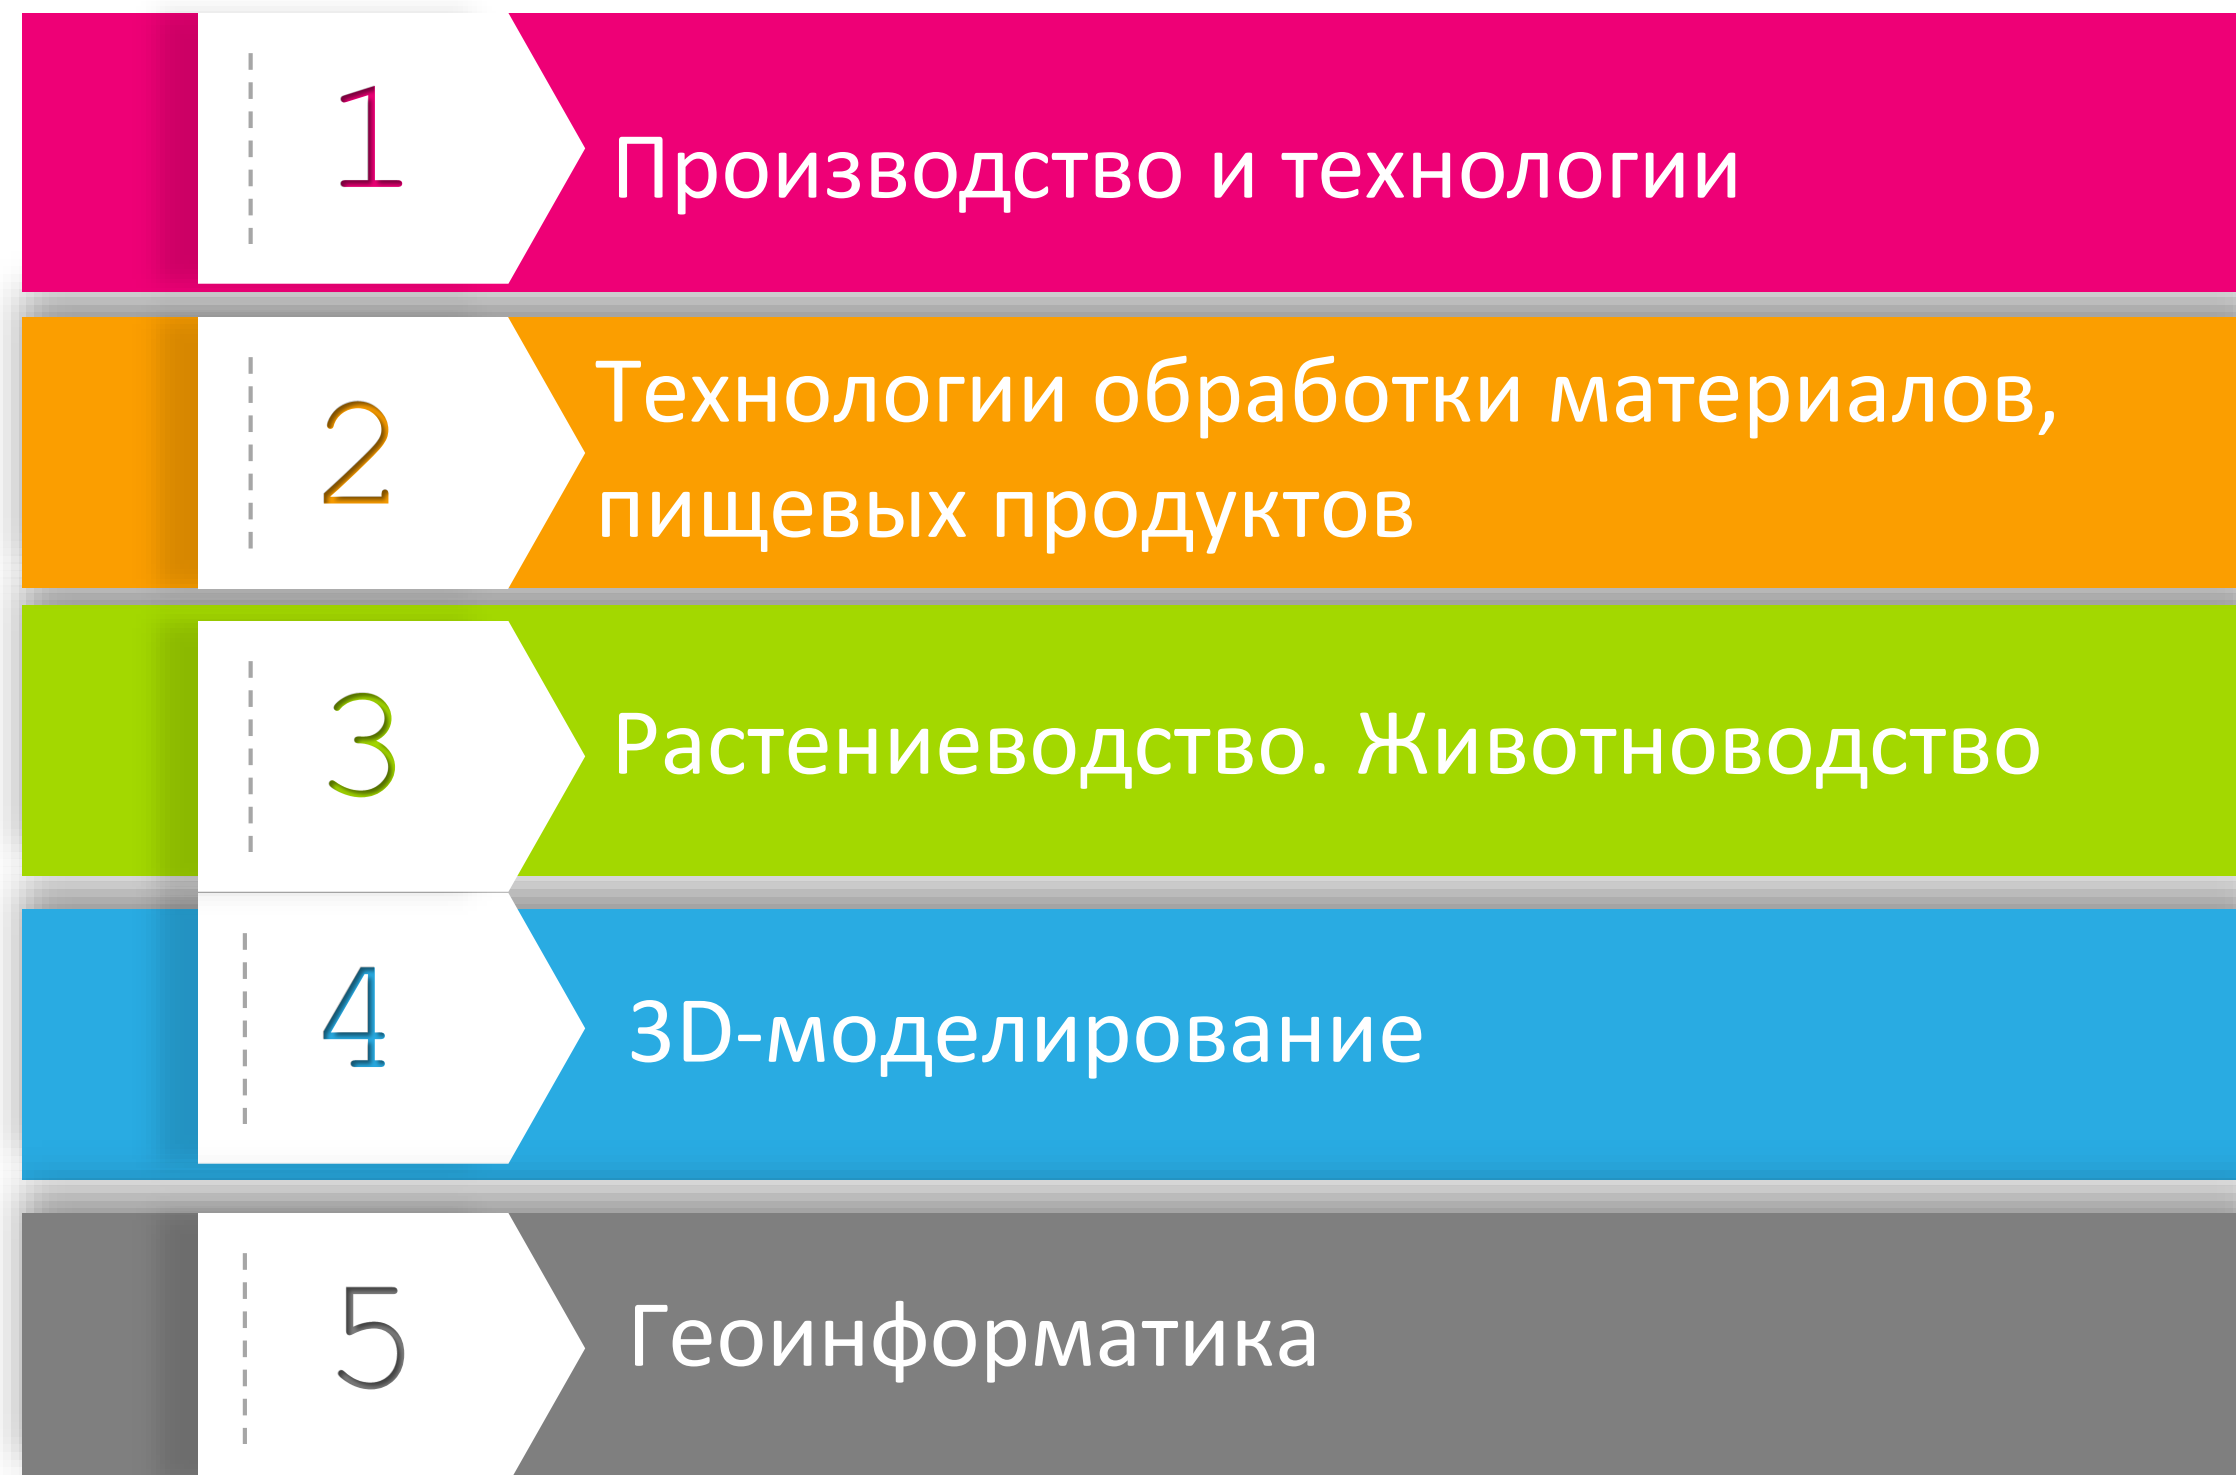 1
Производство и технологии
2
Технологии обработки материалов,
пищевых продуктов
3
Растениеводство. Животноводство
4
3D-моделирование
5
Геоинформатика